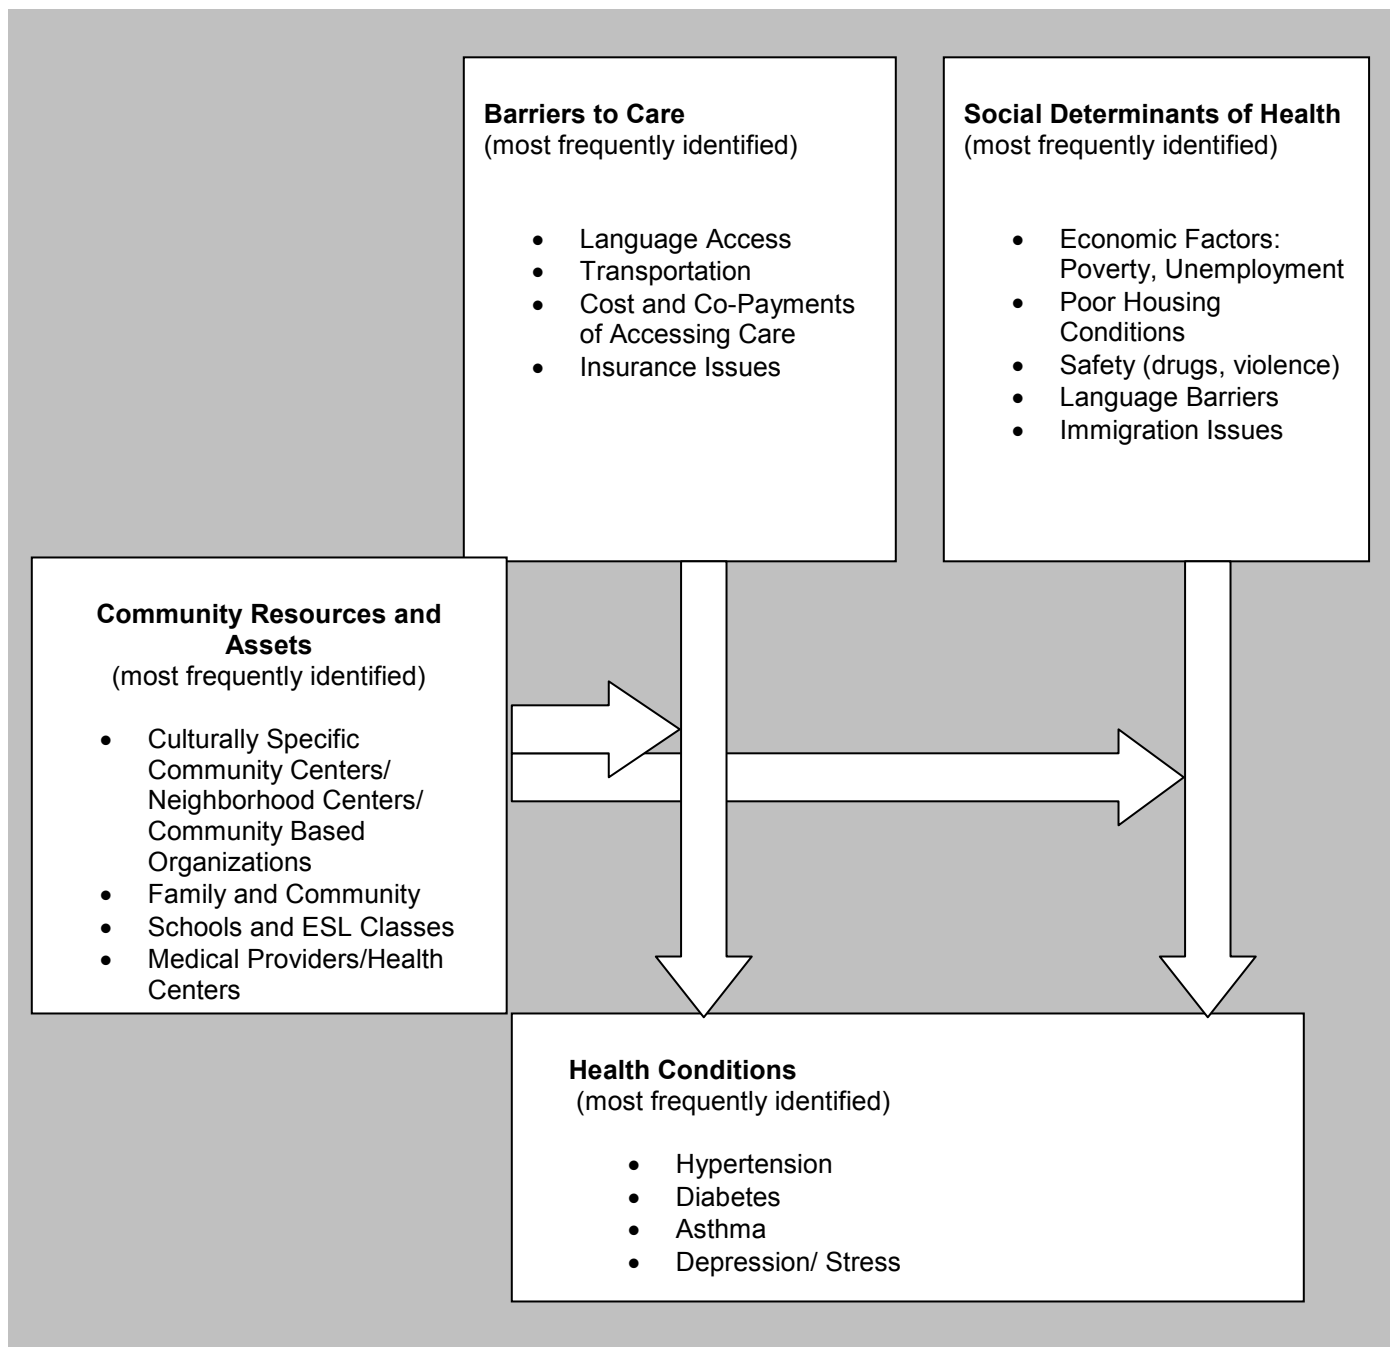 Barriers to Care
(most frequently identified)
• Language Access
• Transportation
• Cost and Co-Payments
of Accessing Care
• Insurance Issues
Social Determinants of Health
(most frequently identified)
• Economic Factors:
Poverty, Unemployment
• Poor Housing
Conditions
• Safety (drugs, violence)
• Language Barriers
• Immigration Issues
Community Resources and
Assets
(most frequently identified)
• Culturally Specific
Community Centers/
Neighborhood Centers/
Community Based
Organizations
• Family and Community
• Schools and ESL Classes
• Medical Providers/Health
Centers
Health Conditions
(most frequently identified)
• Hypertension
• Diabetes
• Asthma
• Depression/ Stress